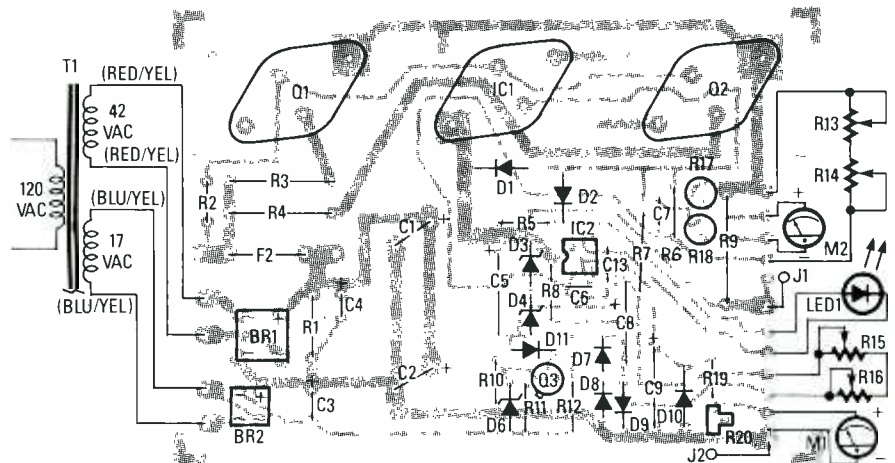 T1
(RED/YEL)
42
VAC
(RED/YEL)
120
VAC
(BLU/YEL)
17
VAC
(BLU/YEL)
Q1
IC1
Q2
R13
R14
+
-
M2
J1
LED1
R15
R16
+
M1
-
J2
R2
R3
R4
F2
D1
D2
R17
C7
R18
R9
R6
R7
R5
IC2
C13
D3
C5
R8
C6
+
C1
+
C4
+
R1
BR1
+
-
D4
D11
C8
C2
+
C3
+
BR2
R10
D6
R11
Q3
R12
D7
D8
D9
C9
+
D10
R19
R20